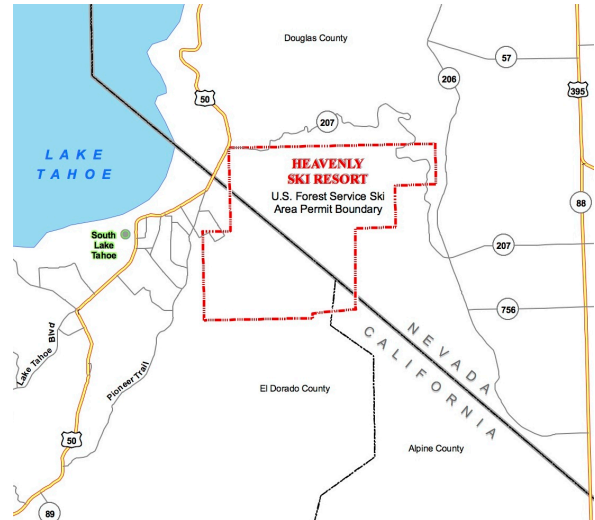 Douglas County
57
206
50
395
207
LAKE
TAHOE
HEAVENLY
SKI RESORT
U.S. Forest Service Ski
Area Permit Boundary
88
South
Lake
Tahoe
207
756
NEVADA
CALIFORNIA
Lake Tahoe Blvd
Pioneer Trail
El Dorado County
50
Alpine County
89